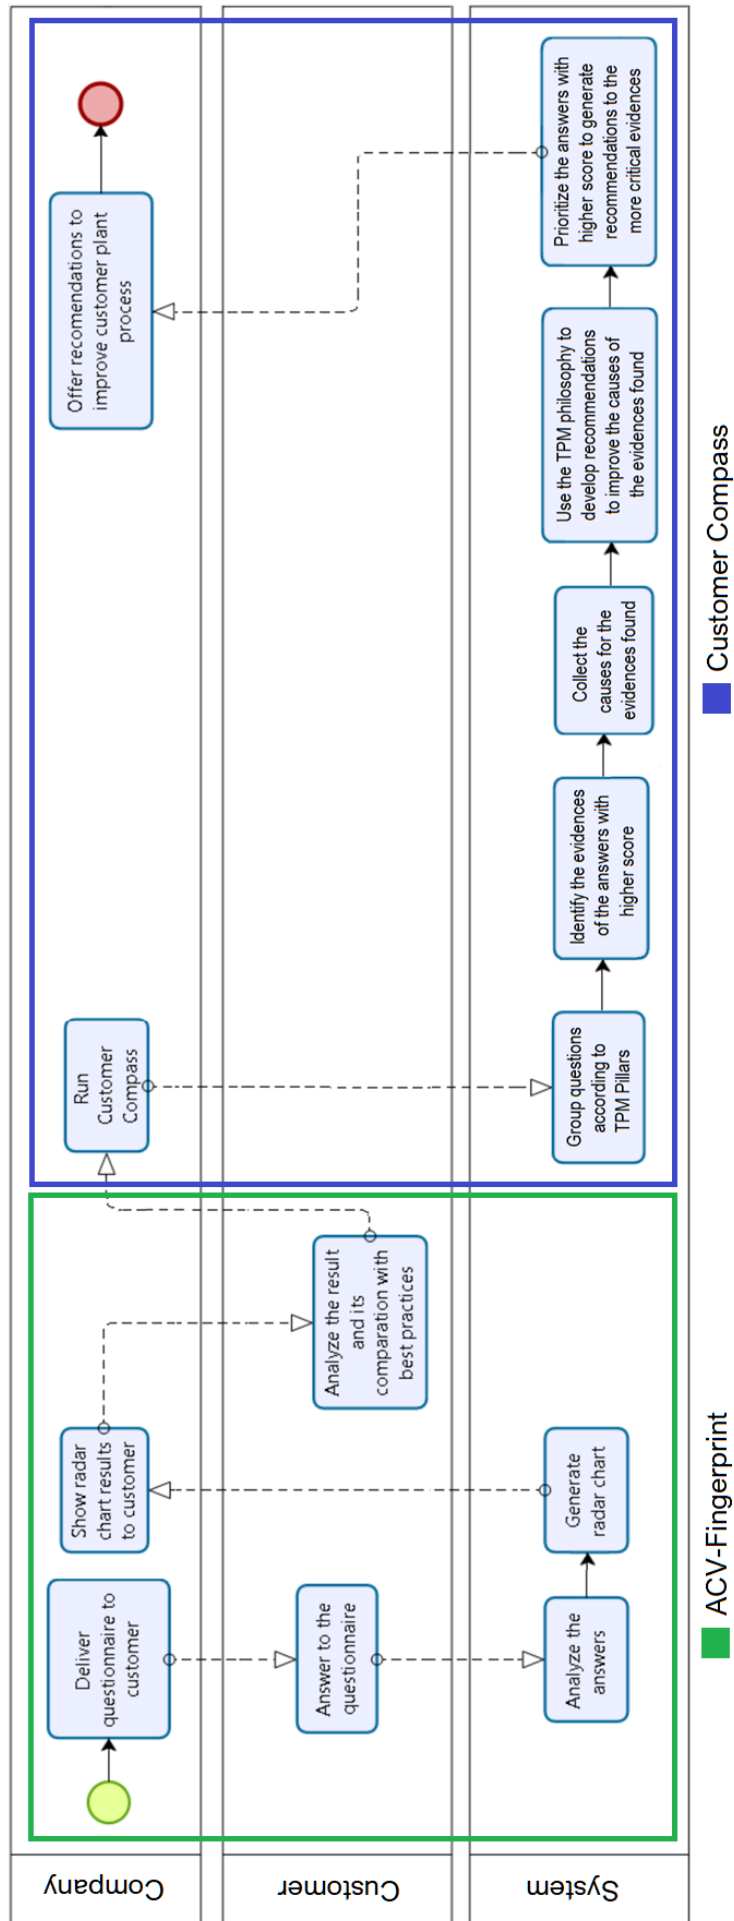 Company
Deliver
questionnaire to
customer
Show radar
chart results
to customer
Run
Customer
Compass
Offer recomendations to
improve customer plant
process
Customer
Answer to the
questionnaire
Analyze the result
and its
comparation with
best practices
System
Analyze the
answers
Generate
radar chart
Group questions
according to
TPM Pillars
Identify the evidences
of the answers with
higher score
Collect the
causes for the
evidences found
Use the TPM philosophy to
develop recommendations
to improve the causes of
the evidences found
Prioritize the answers with
higher score to generate
recommendations to the
more critical evidences
ACV-Fingerprint
Customer Compass